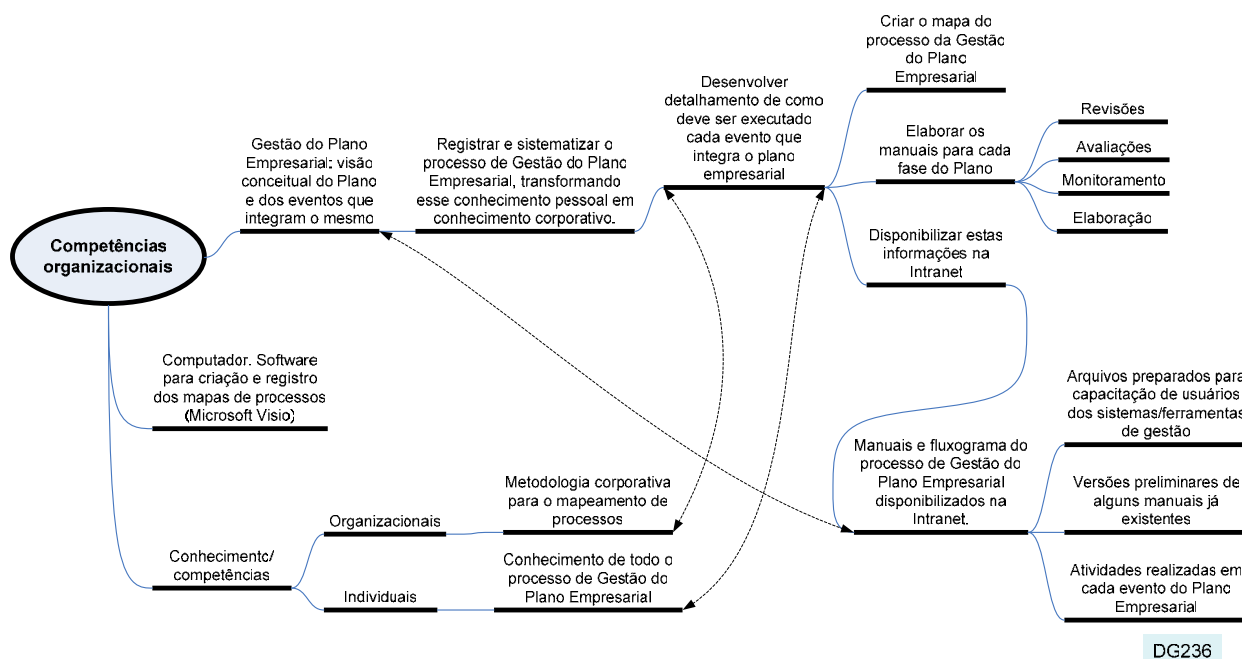 Competências
organizacionais
Gestão do Plano
Empresarial: visão
conceitual do Plano
e dos eventos que
integram o mesmo
Registrar e sistematizar o
processo de Gestão do Plano
Empresarial, transformando
esse conhecimento pessoal em
conhecimento corporativo.
Desenvolver
detalhamento de como
deve ser executado
cada evento que
integra o plano
empresarial
Criar o mapa do
processo da Gestão
do Plano
Empresarial
Elaborar os
manuais para cada
fase do Plano
Revisões
Avaliações
Monitoramento
Elaboração
Disponibilizar estas
informações na
Intranet
Manuais e fluxograma do
processo de Gestão do
Plano Empresarial
disponibilizados na
Intranet.
Arquivos preparados para
capacitação de usuários
dos sistemas/ferramentas
de gestão
Versões preliminares de
alguns manuais já
existentes
Atividades realizadas em
cada evento do Plano
Empresarial
Computador. Software
para criação e registro
dos mapas de processos
(Microsoft Visio)
Conhecimento/
competências
Organizacionais
Metodologia corporativa
para o mapeamento de
processos
Individuais
Conhecimento de todo o
processo de Gestão do
Plano Empresarial
DG236